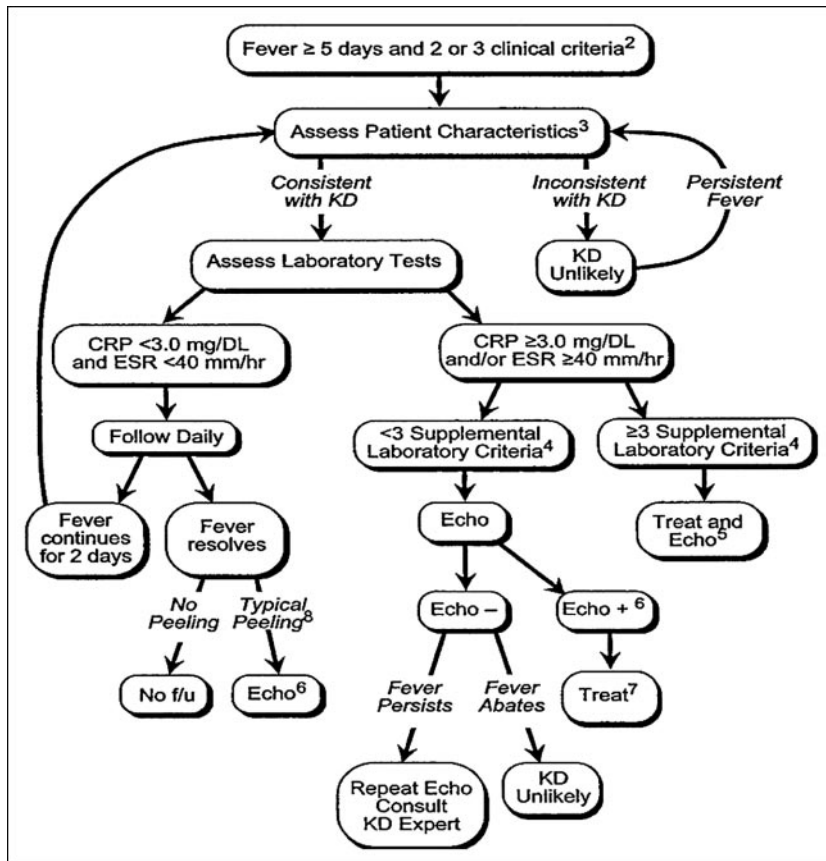 Fever ≥ 5 days and 2 or 3 clinical criteria²
Assess Patient Characteristics³
Consistent
with KD
Inconsistent
with KD
Persistent
Fever
Assess Laboratory Tests
KD
Unlikely
CRP <3.0 mg/DL
and ESR <40 mm/hr
CRP ≥3.0 mg/DL
and/or ESR ≥40 mm/hr
Follow Daily
<3 Supplemental
Laboratory Criteria⁴
≥3 Supplemental
Laboratory Criteria⁴
Fever
continues
for 2 days
Fever
resolves
Echo
Treat and
Echo⁵
No
Peeling
Typical
Peeling⁸
Echo –
Echo + ⁶
No f/u
Echo⁶
Fever
Persists
Fever
Abates
Treat⁷
Repeat Echo
Consult
KD Expert
KD
Unlikely